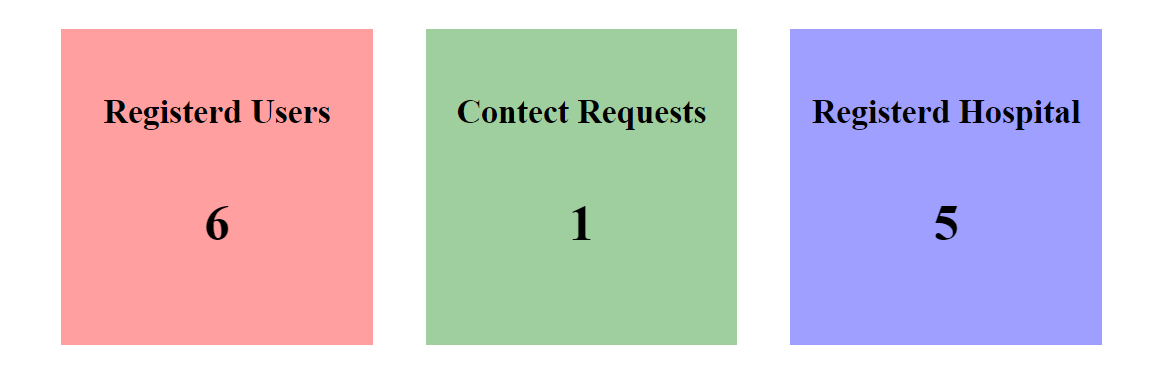 Registerd Users
6
Contect Requests
1
Registerd Hospital
5